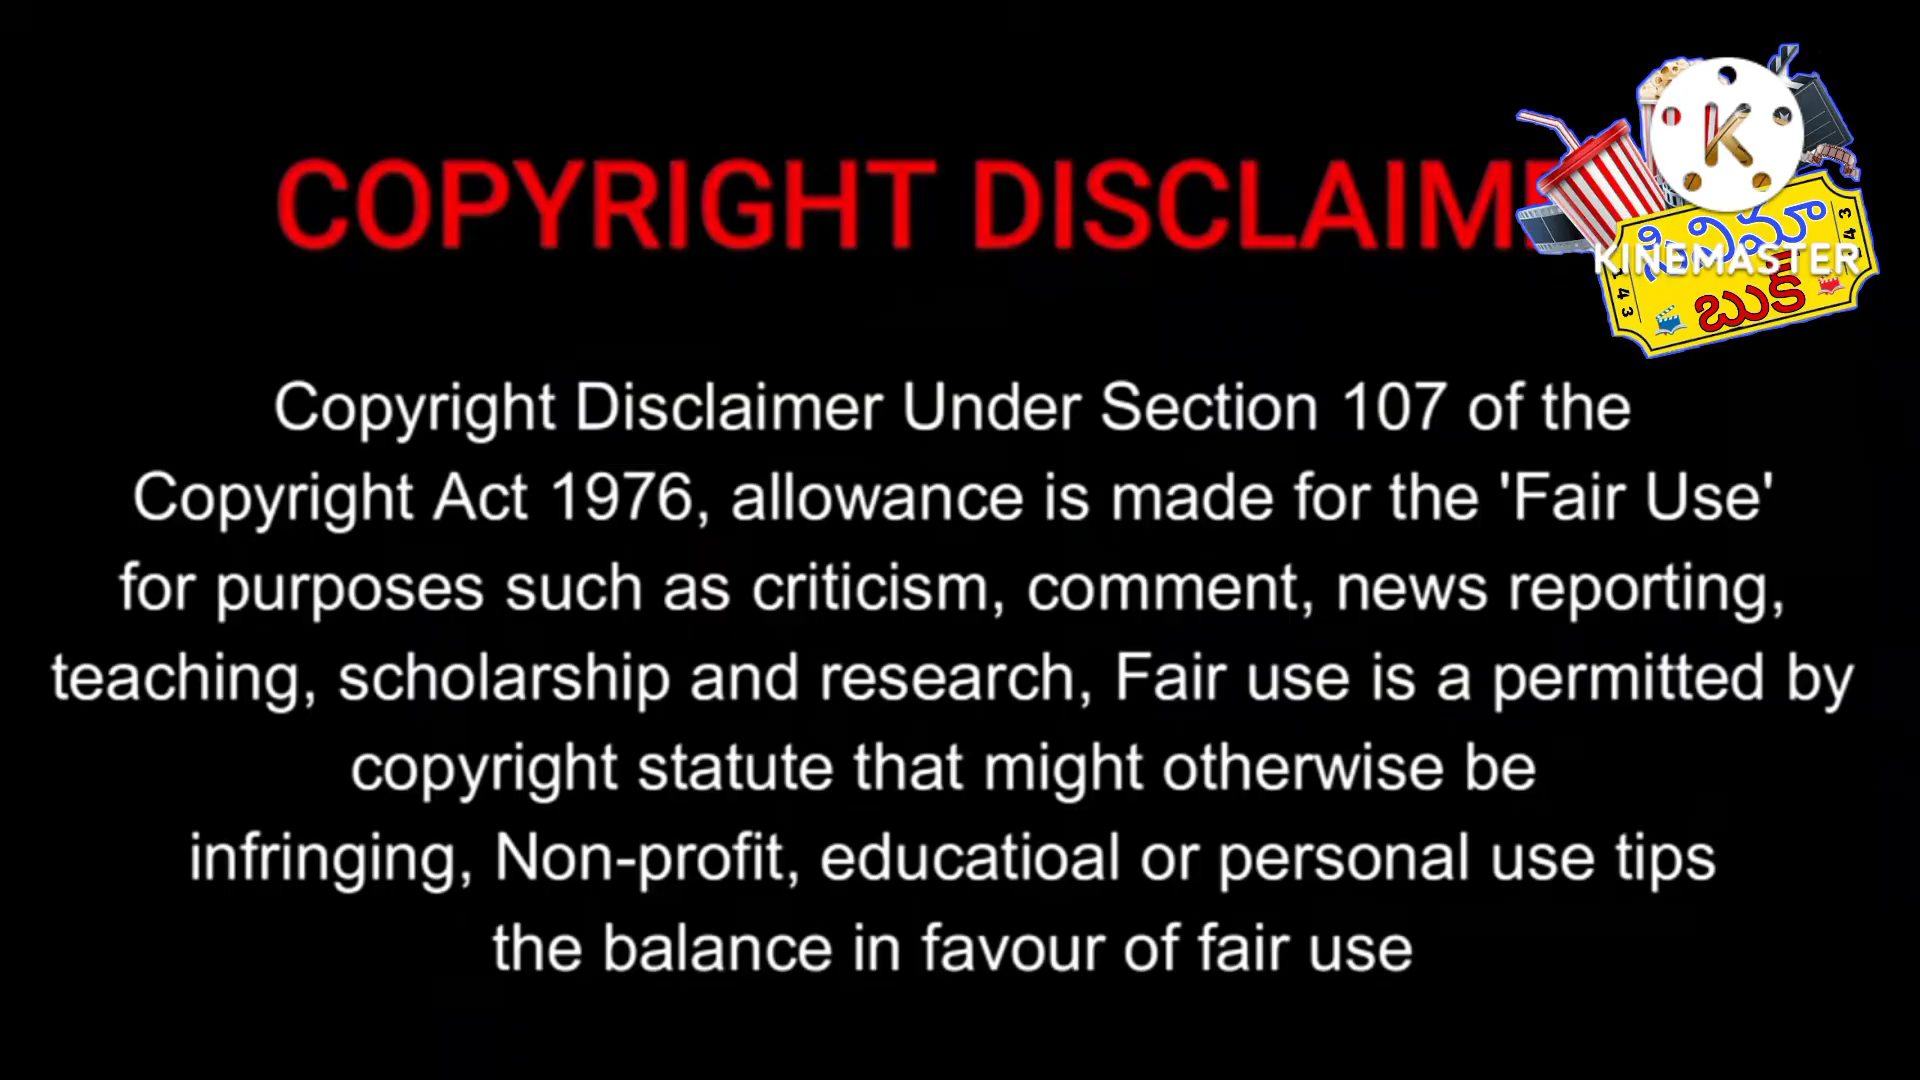 COPYRIGHT DISCLAIME
K
సినిమా
KINEMASTER
బుక్
143
143
Copyright Disclaimer Under Section 107 of the
Copyright Act 1976, allowance is made for the 'Fair Use'
for purposes such as criticism, comment, news reporting,
teaching, scholarship and research, Fair use is a permitted by
copyright statute that might otherwise be
infringing, Non-profit, educatioal or personal use tips
the balance in favour of fair use